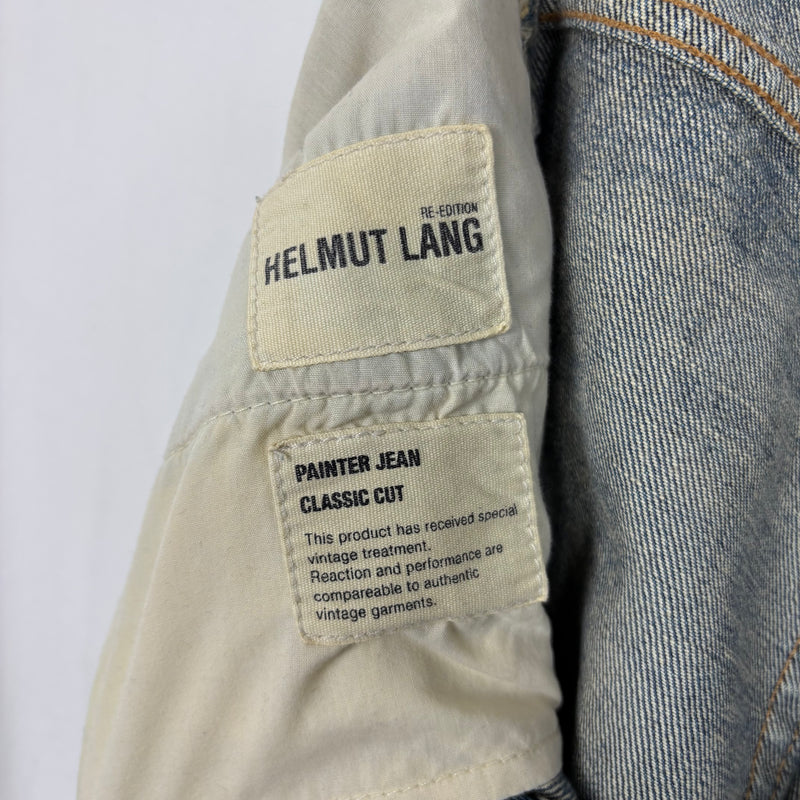 RE-EDITION
HELMUT LANG
PAINTER JEAN
CLASSIC CUT
This product has received special
vintage treatment.
Reaction and performance are
compareable to authentic
vintage garments.